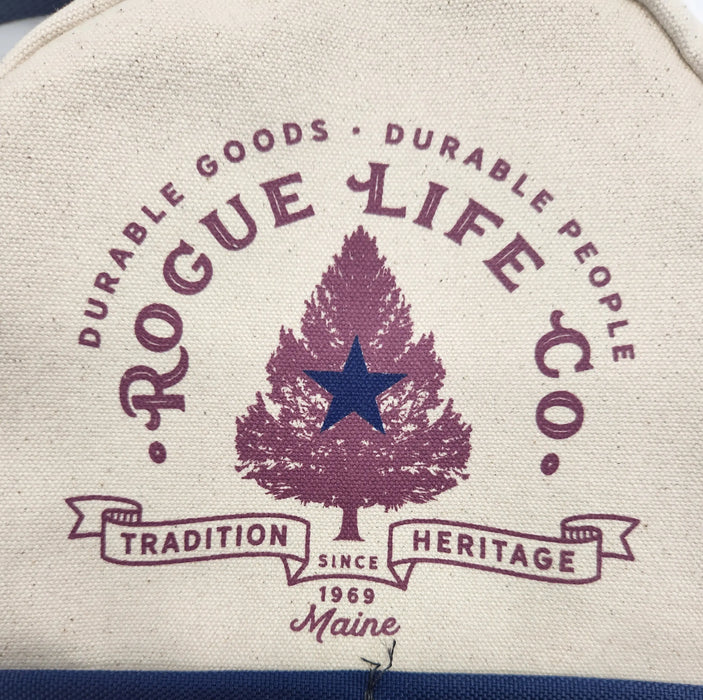 DURABLE GOODS · DURABLE PEOPLE
· ROGUE LIFE CO ·
TRADITION SINCE HERITAGE
1969
Maine